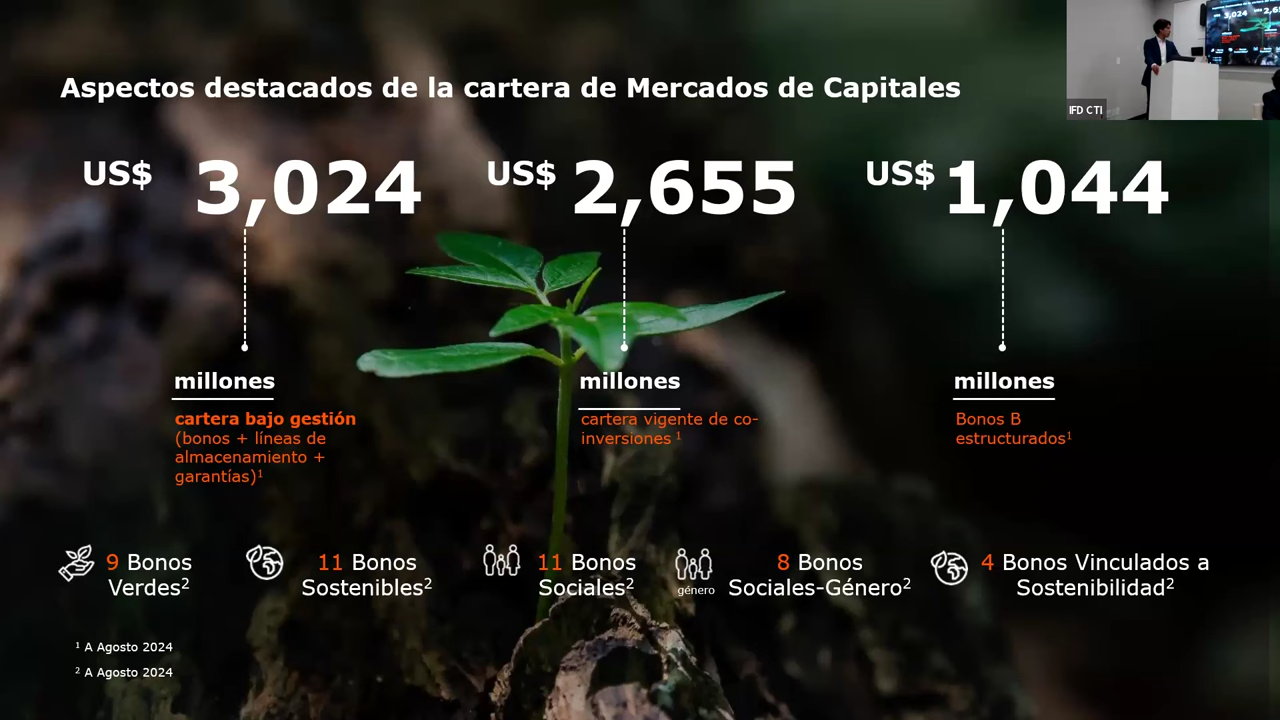 Aspectos destacados de la cartera de Mercados de Capitales
IFD CTI
US$ 3,024
US$ 2,655
US$ 1,044
millones
cartera bajo gestión
(bonos + líneas de
almacenamiento +
garantías)¹
millones
cartera vigente de co-
inversiones ¹
millones
Bonos B
estructurados¹
9 Bonos
Verdes²
11 Bonos
Sostenibles²
11 Bonos
Sociales²
género
8 Bonos
Sociales-Género²
4 Bonos Vinculados a
Sostenibilidad²
¹ A Agosto 2024
² A Agosto 2024